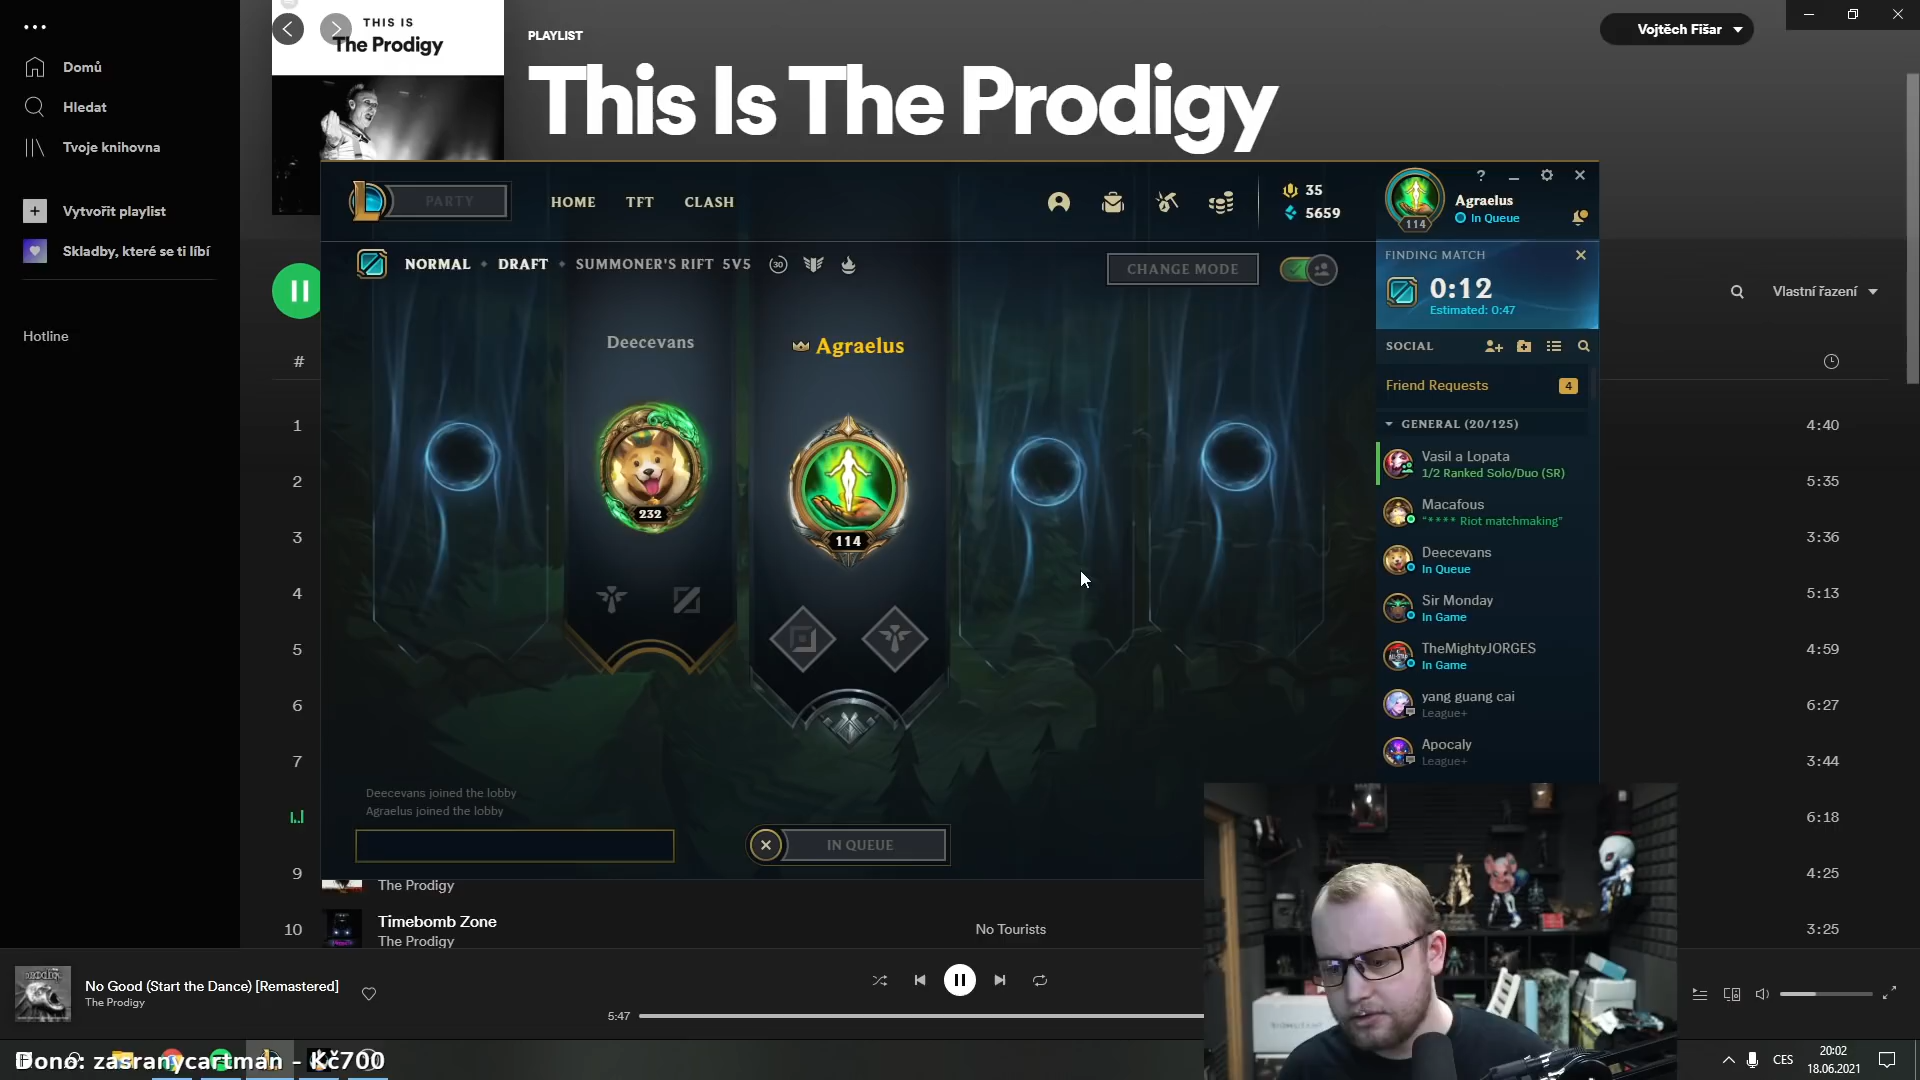 Domů
Hledat
Tvoje knihovna
Vytvořit playlist
Skladby, které se ti líbí
Hotline
THIS IS
The Prodigy
PLAYLIST
This Is The Prodigy
Vojtěch Fišar
Vlastní řazení
#
1
4:40
2
5:35
3
3:36
4
5:13
5
4:59
6
6:27
7
3:44
6:18
9
The Prodigy
4:25
10
Timebomb Zone
The Prodigy
No Tourists
3:25
PARTY
HOME
TFT
CLASH
35
5659
114
Agraelus
In Queue
NORMAL • DRAFT • SUMMONER'S RIFT 5V5
30
CHANGE MODE
FINDING MATCH
0:12
Estimated: 0:47
Deecevans
232
Agraelus
114
SOCIAL
Friend Requests
4
GENERAL (20/125)
Vasil a Lopata
1/2 Ranked Solo/Duo (SR)
Macafous
"**** Riot matchmaking"
Deecevans
In Queue
Sir Monday
In Game
TheMightyJORGES
In Game
yang guang cai
League+
Apocaly
League+
Deecevans joined the lobby
Agraelus joined the lobby
IN QUEUE
No Good (Start the Dance) [Remastered]
The Prodigy
5:47
Dono: zasranycartman - Kč700
CES
20:02
18.06.2021